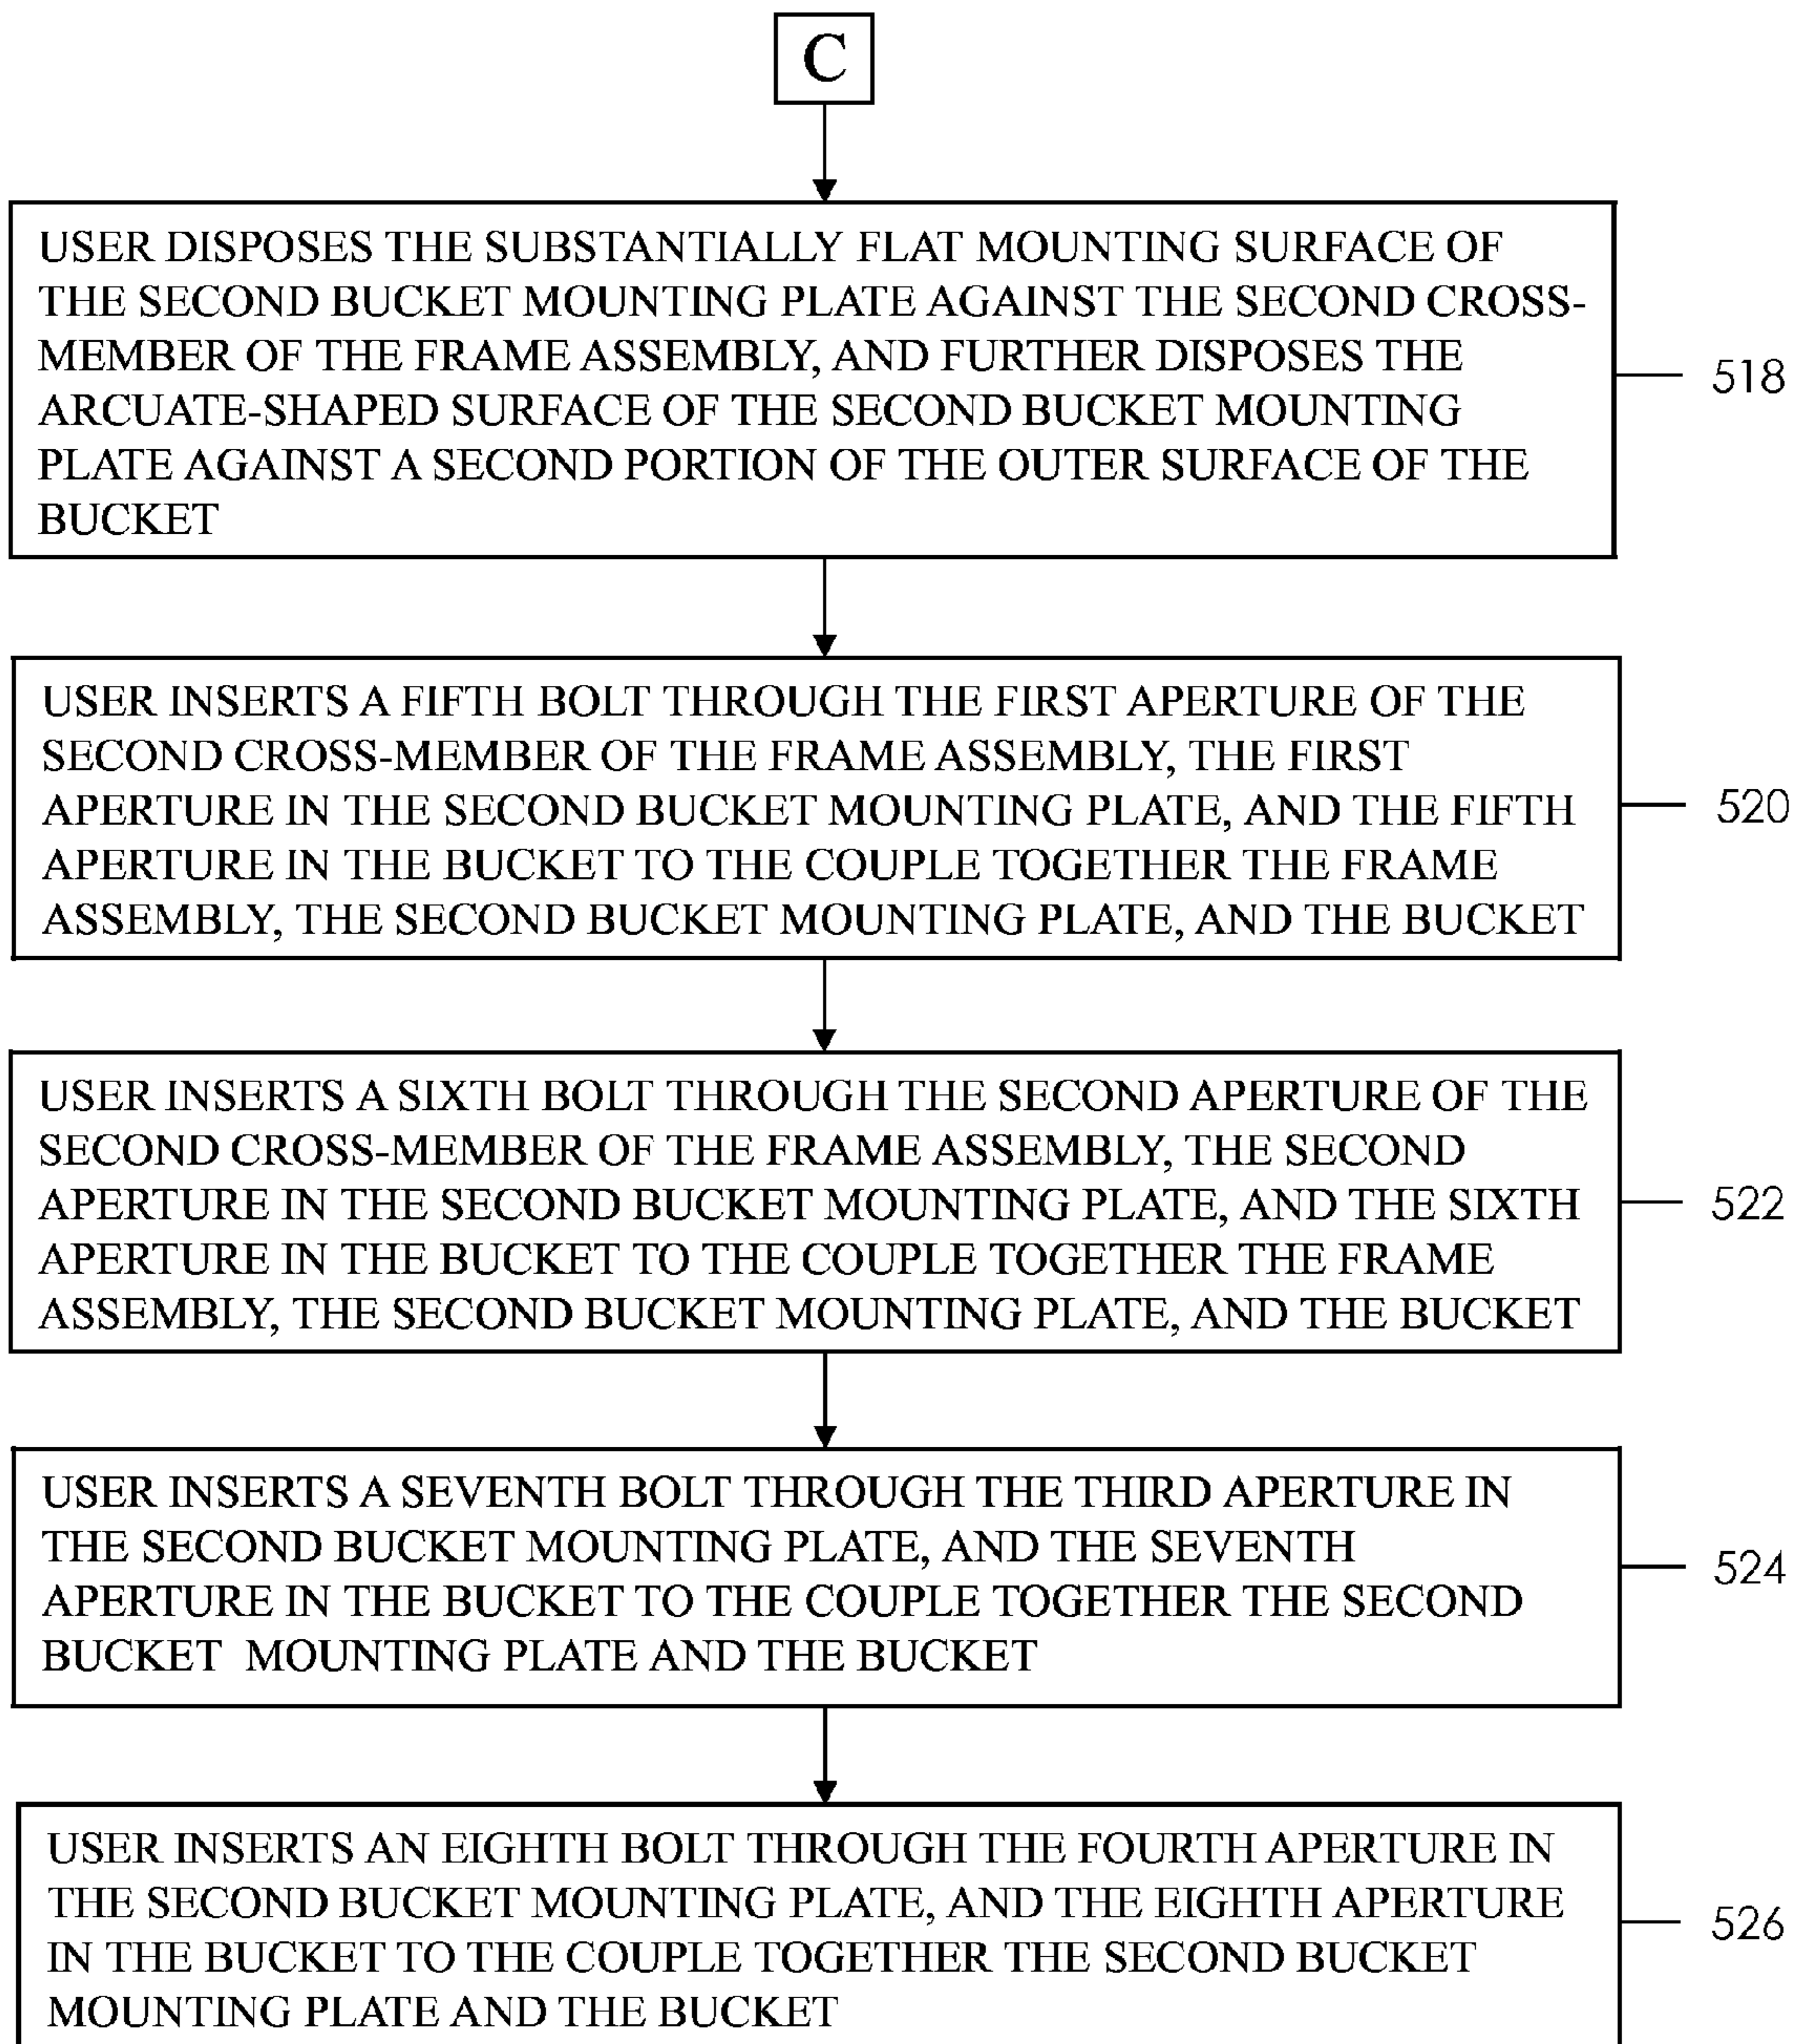 C
USER DISPOSES THE SUBSTANTIALLY FLAT MOUNTING SURFACE OF
THE SECOND BUCKET MOUNTING PLATE AGAINST THE SECOND CROSS-
MEMBER OF THE FRAME ASSEMBLY, AND FURTHER DISPOSES THE
ARCUATE-SHAPED SURFACE OF THE SECOND BUCKET MOUNTING
PLATE AGAINST A SECOND PORTION OF THE OUTER SURFACE OF THE
BUCKET
518
USER INSERTS A FIFTH BOLT THROUGH THE FIRST APERTURE OF THE
SECOND CROSS-MEMBER OF THE FRAME ASSEMBLY, THE FIRST
APERTURE IN THE SECOND BUCKET MOUNTING PLATE, AND THE FIFTH
APERTURE IN THE BUCKET TO THE COUPLE TOGETHER THE FRAME
ASSEMBLY, THE SECOND BUCKET MOUNTING PLATE, AND THE BUCKET
520
USER INSERTS A SIXTH BOLT THROUGH THE SECOND APERTURE OF THE
SECOND CROSS-MEMBER OF THE FRAME ASSEMBLY, THE SECOND
APERTURE IN THE SECOND BUCKET MOUNTING PLATE, AND THE SIXTH
APERTURE IN THE BUCKET TO THE COUPLE TOGETHER THE FRAME
ASSEMBLY, THE SECOND BUCKET MOUNTING PLATE, AND THE BUCKET
522
USER INSERTS A SEVENTH BOLT THROUGH THE THIRD APERTURE IN
THE SECOND BUCKET MOUNTING PLATE, AND THE SEVENTH
APERTURE IN THE BUCKET TO THE COUPLE TOGETHER THE SECOND
BUCKET MOUNTING PLATE AND THE BUCKET
524
USER INSERTS AN EIGHTH BOLT THROUGH THE FOURTH APERTURE IN
THE SECOND BUCKET MOUNTING PLATE, AND THE EIGHTH APERTURE
IN THE BUCKET TO THE COUPLE TOGETHER THE SECOND BUCKET
MOUNTING PLATE AND THE BUCKET
526